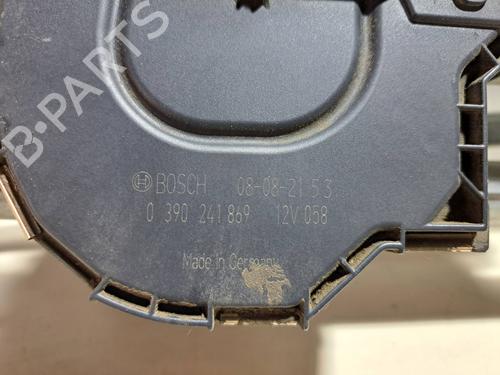 B-PARTS
BOSCH 08-08-21 5 3
0 390 241 869 12V 058
Made in Germany